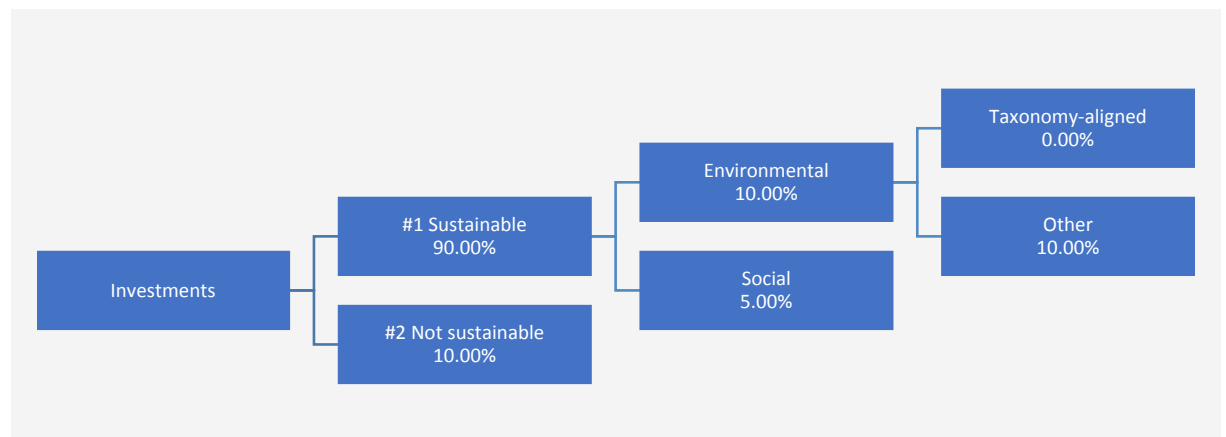 Investments
#1 Sustainable
90.00%
#2 Not sustainable
10.00%
Environmental
10.00%
Social
5.00%
Taxonomy-aligned
0.00%
Other
10.00%